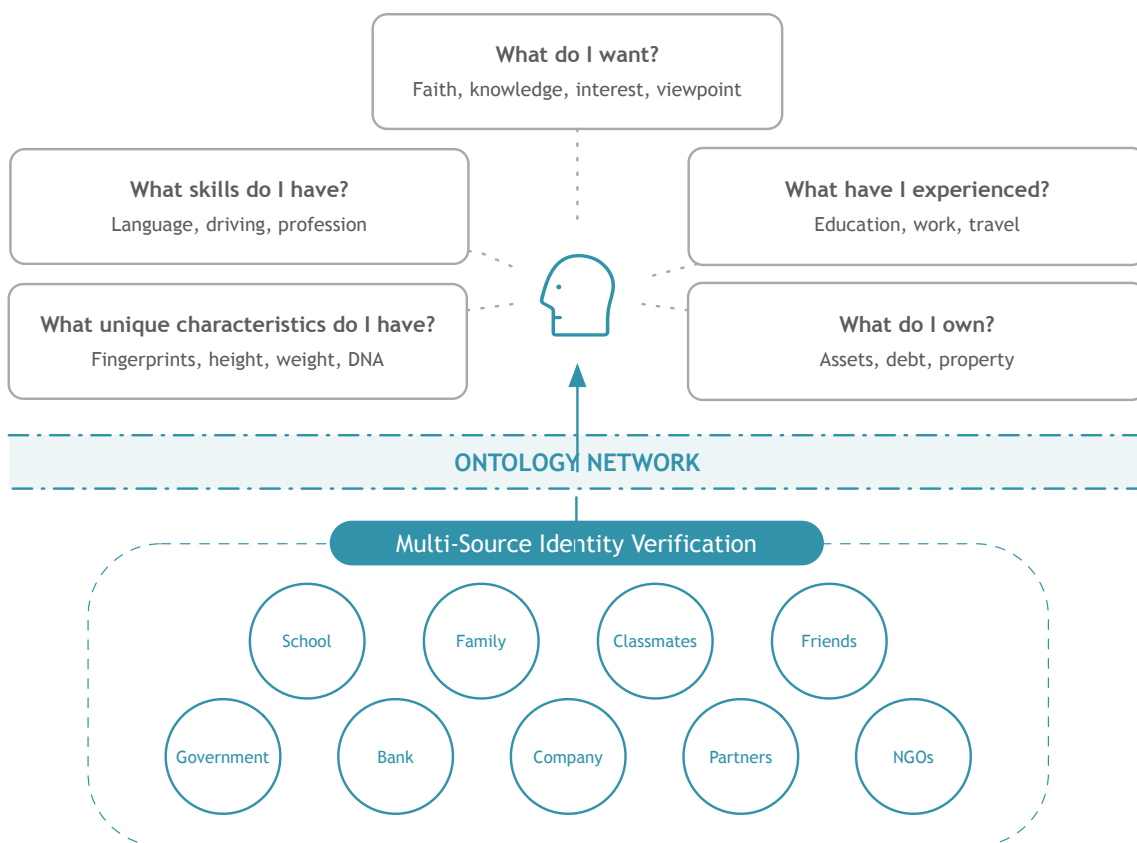 What do I want?
Faith, knowledge, interest, viewpoint
What skills do I have?
Language, driving, profession
What have I experienced?
Education, work, travel
What unique characteristics do I have?
Fingerprints, height, weight, DNA
What do I own?
Assets, debt, property
ONTOLOGY NETWORK
Multi-Source Identity Verification
School
Family
Classmates
Friends
Government
Bank
Company
Partners
NGOs